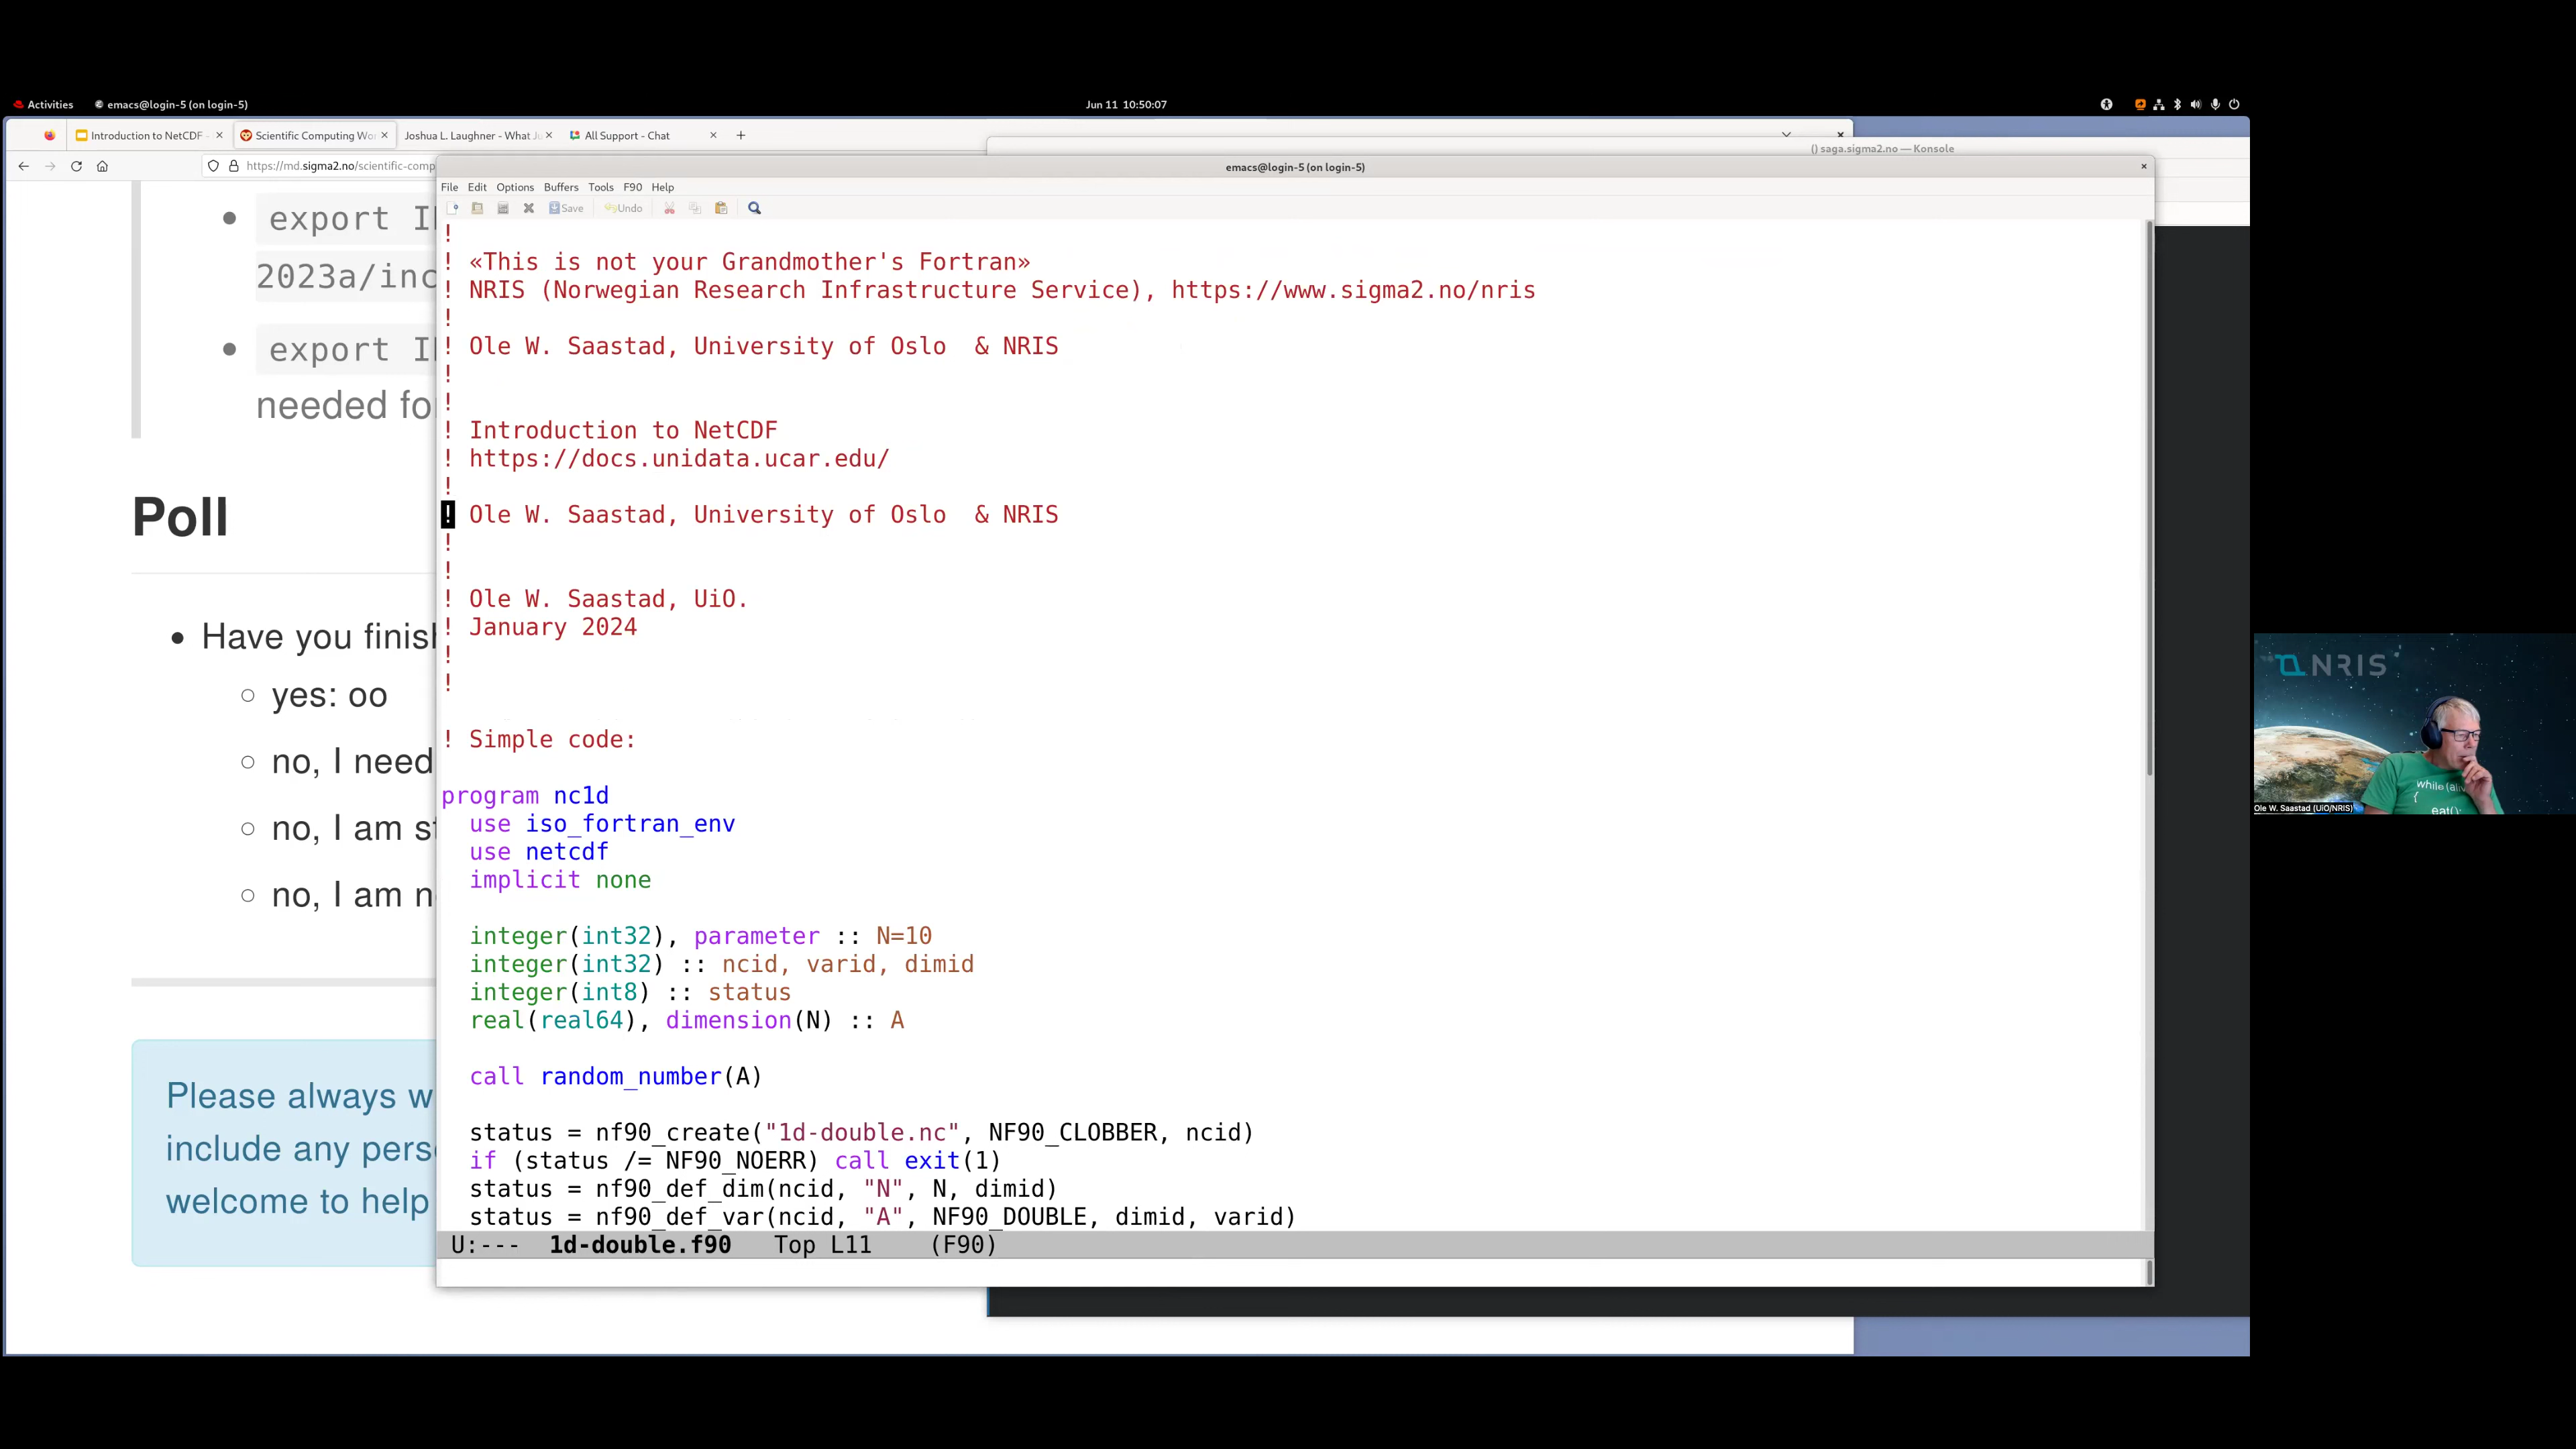 Activities
emacs@login-5 (on login-5)
Jun 11 10:50:07
Introduction to NetCDF -
Scientific Computing Wor
Joshua L. Laughner - What Ju
All Support - Chat
https://md.sigma2.no/scientific-comp
() saga.sigma2.no — Konsole
emacs@login-5 (on login-5)
File Edit Options Buffers Tools F90 Help
Save Undo
export I
2023a/inc
export I
needed fo
Poll
Have you finis
yes: oo
no, I need
no, I am s
no, I am n
Please always w
include any pers
welcome to help
!
! «This is not your Grandmother's Fortran»
! NRIS (Norwegian Research Infrastructure Service), https://www.sigma2.no/nris
!
! Ole W. Saastad, University of Oslo  & NRIS
!
!
! Introduction to NetCDF
! https://docs.unidata.ucar.edu/
!
! Ole W. Saastad, University of Oslo  & NRIS
!
!
! Ole W. Saastad, UiO.
! January 2024
!
!
! Simple code:
program nc1d
use iso_fortran_env
use netcdf
implicit none
integer(int32), parameter :: N=10
integer(int32) :: ncid, varid, dimid
integer(int8) :: status
real(real64), dimension(N) :: A
call random_number(A)
status = nf90_create("1d-double.nc", NF90_CLOBBER, ncid)
if (status /= NF90_NOERR) call exit(1)
status = nf90_def_dim(ncid, "N", N, dimid)
status = nf90_def_var(ncid, "A", NF90_DOUBLE, dimid, varid)
U:---  1d-double.f90   Top L11    (F90)
NRIS
while(aliv
{
eat();
Ole W. Saastad (UiO/NRIS)